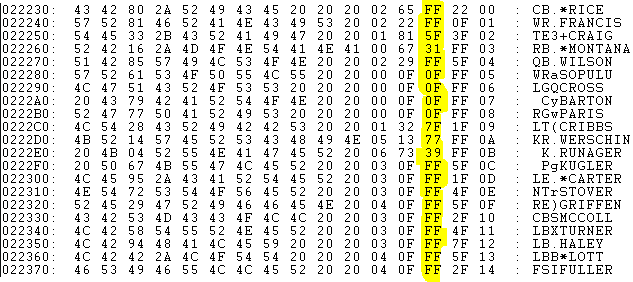 022230: 43 42 80 2A 52 49 43 45 20 20 20 02 65 FF 22 00 : CB.*RICE
022240: 57 52 81 46 52 41 4E 43 49 53 20 02 22 FF 0F 01 : WR.FRANCIS
022250: 54 45 33 2B 43 52 41 49 47 20 20 01 81 5F 3F 02 : TE3+CRAIG
022260: 52 42 16 2A 4D 4F 4E 54 41 4E 41 00 67 31 FF 03 : RB.*MONTANA
022270: 51 42 85 57 49 4C 53 4F 4E 20 20 02 29 FF 5F 04 : QB.WILSON
022280: 57 52 61 53 4F 50 55 4C 55 20 20 00 0F 0F FF 05 : WRaSOPULU
022290: 4C 47 51 43 52 4F 53 53 20 20 20 00 0F 0F FF 06 : LGQCROSS
0222A0: 20 43 79 42 41 52 54 4F 4E 20 20 00 0F 0F FF 07 : CyBARTON
0222B0: 52 47 77 50 41 52 49 53 20 20 20 00 0F 0F FF 08 : RGwPARIS
0222C0: 4C 54 28 43 52 49 42 42 53 20 20 01 32 7F 1F 09 : LT(CRIBBS
0222D0: 4B 52 14 57 45 52 53 43 48 49 4E 05 13 77 FF 0A : KR.WERSCHIN
0222E0: 20 4B 04 52 55 4E 41 47 45 52 20 06 73 39 FF 0B : K.RUNAGER
0222F0: 20 50 67 4B 55 47 4C 45 52 20 20 03 0F FF 5F 0C : PgKUGLER
022300: 4C 45 95 2A 43 41 52 54 45 52 20 03 0F FF 1F 0D : LE.*CARTER
022310: 4E 54 72 53 54 4F 56 45 52 20 20 03 0F FF 4F 0E : NTrSTOVER
022320: 52 45 29 47 52 49 46 46 45 4E 20 04 0F FF 5F 0F : RE)GRIFFEN
022330: 43 42 53 4D 43 43 4F 4C 4C 20 20 03 0F FF 2F 10 : CBSMCCOLL
022340: 4C 42 58 54 55 52 4E 45 52 20 20 04 0F FF 4F 11 : LBXTURNER
022350: 4C 42 94 48 41 4C 45 59 20 20 20 03 0F FF 7F 12 : LB.HALEY
022360: 4C 42 42 2A 4C 4F 54 54 20 20 20 04 0F FF 2F 13 : LBB*LOTT
022370: 46 53 49 46 55 4C 4C 45 52 20 20 04 0F FF 2F 14 : FSIFULLER